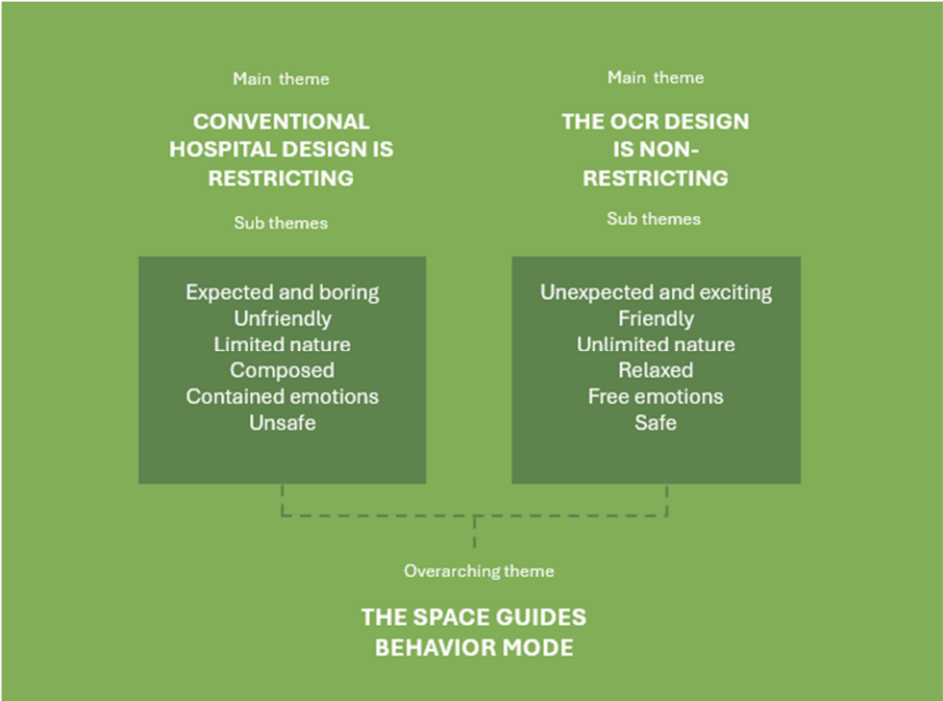 Main theme
CONVENTIONAL
HOSPITAL DESIGN IS
RESTRICTING
Sub themes
Expected and boring
Unfriendly
Limited nature
Composed
Contained emotions
Unsafe
Main theme
THE OCR DESIGN
IS NON-
RESTRICTING
Sub themes
Unexpected and exciting
Friendly
Unlimited nature
Relaxed
Free emotions
Safe
Overarching theme
THE SPACE GUIDES
BEHAVIOR MODE